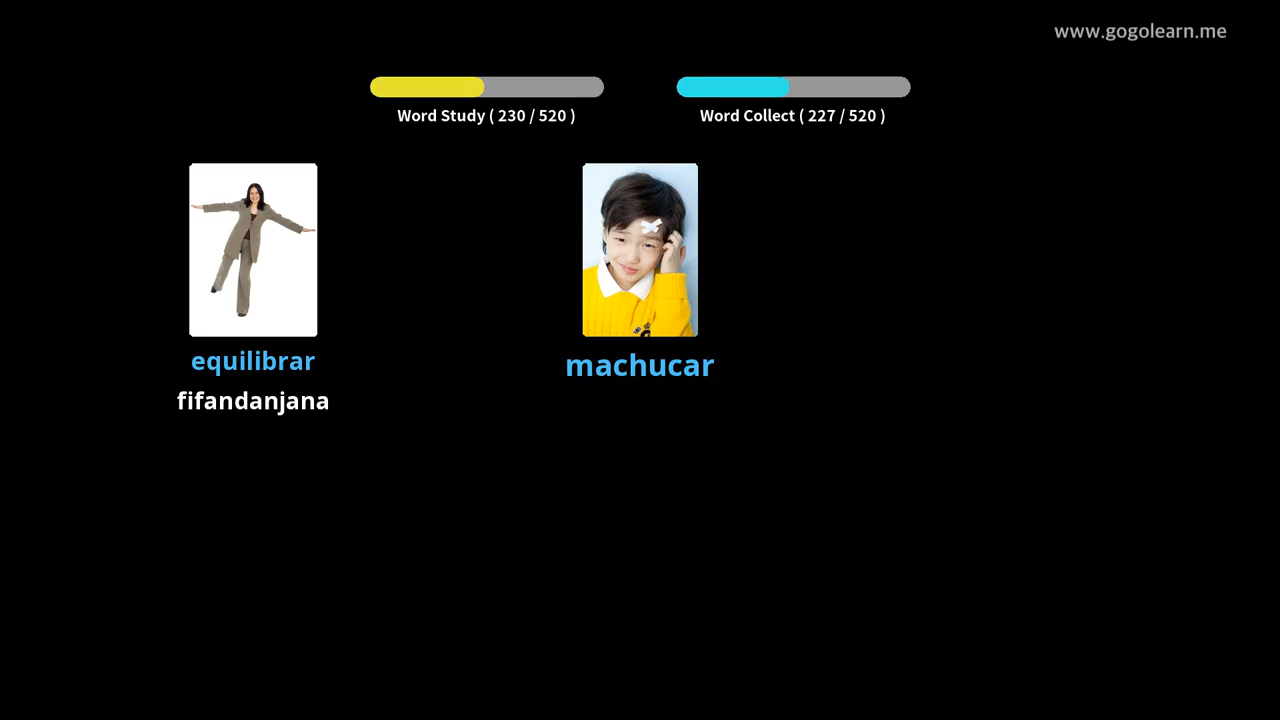 www.gogolearn.me
Word Study ( 230 / 520 )
Word Collect ( 227 / 520 )
equilibrar
fifandanjana
machucar